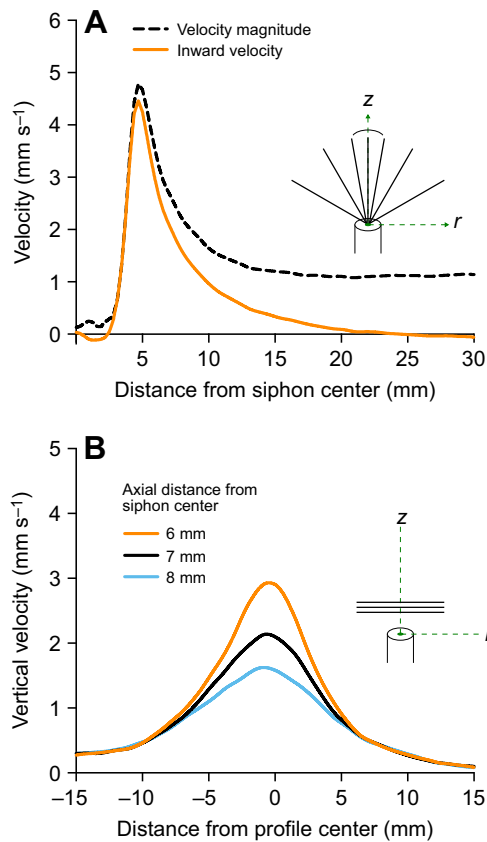 A
Velocity magnitude
Inward velocity
Velocity (mm s⁻¹)
6
5
4
3
2
1
0
5
10
15
20
25
30
Distance from siphon center (mm)
z
r
B
Axial distance from
siphon center
6 mm
7 mm
8 mm
Vertical velocity (mm s⁻¹)
5
4
3
2
1
0
–15
–10
–5
0
5
10
15
Distance from profile center (mm)
z